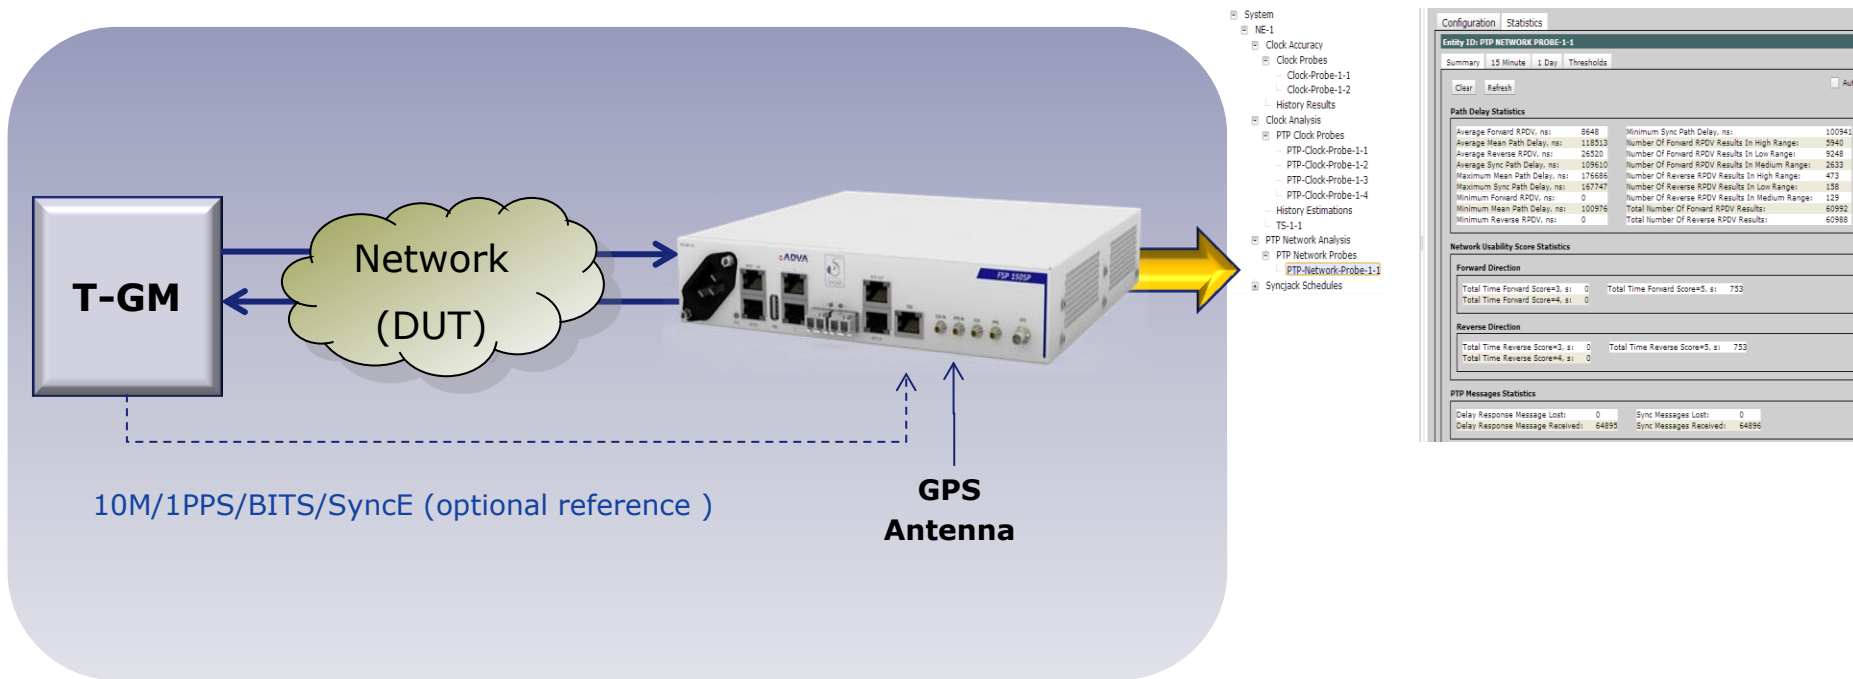 T-GM
Network
(DUT)
ADVA
FSP 150SP
10M/1PPS/BITS/SyncE (optional reference )
GPS
Antenna
System
NE-1
Clock Accuracy
Clock Probes
Clock-Probe-1-1
Clock-Probe-1-2
History Results
Clock Analysis
PTP Clock Probes
PTP-Clock-Probe-1-1
PTP-Clock-Probe-1-2
PTP-Clock-Probe-1-3
PTP-Clock-Probe-1-4
History Estimations
TS-1-1
PTP Network Analysis
PTP Network Probes
PTP-Network-Probe-1-1
Syncjack Schedules
Configuration Statistics
Entity ID: PTP NETWORK PROBE-1-1
Summary 15 Minute 1 Day Thresholds
Clear Refresh Aut
Path Delay Statistics
Average Forward RPDV, ns: 8648 Minimum Sync Path Delay, ns: 100941
Average Mean Path Delay, ns: 118513 Number Of Forward RPDV Results In High Range: 5940
Average Reverse RPDV, ns: 26520 Number Of Forward RPDV Results In Low Range: 9248
Average Sync Path Delay, ns: 109610 Number Of Forward RPDV Results In Medium Range: 2633
Maximum Mean Path Delay, ns: 176686 Number Of Reverse RPDV Results In High Range: 473
Maximum Sync Path Delay, ns: 167747 Number Of Reverse RPDV Results In Low Range: 158
Minimum Forward RPDV, ns: 0 Number Of Reverse RPDV Results In Medium Range: 129
Minimum Mean Path Delay, ns: 100976 Total Number Of Forward RPDV Results: 60992
Minimum Reverse RPDV, ns: 0 Total Number Of Reverse RPDV Results: 60988
Network Usability Score Statistics
Forward Direction
Total Time Forward Score=3, s: 0 Total Time Forward Score=5, s: 753
Total Time Forward Score=4, s: 0
Reverse Direction
Total Time Reverse Score=3, s: 0 Total Time Reverse Score=5, s: 753
Total Time Reverse Score=4, s: 0
PTP Messages Statistics
Delay Response Message Lost: 0 Sync Messages Lost: 0
Delay Response Message Received: 64895 Sync Messages Received: 64896